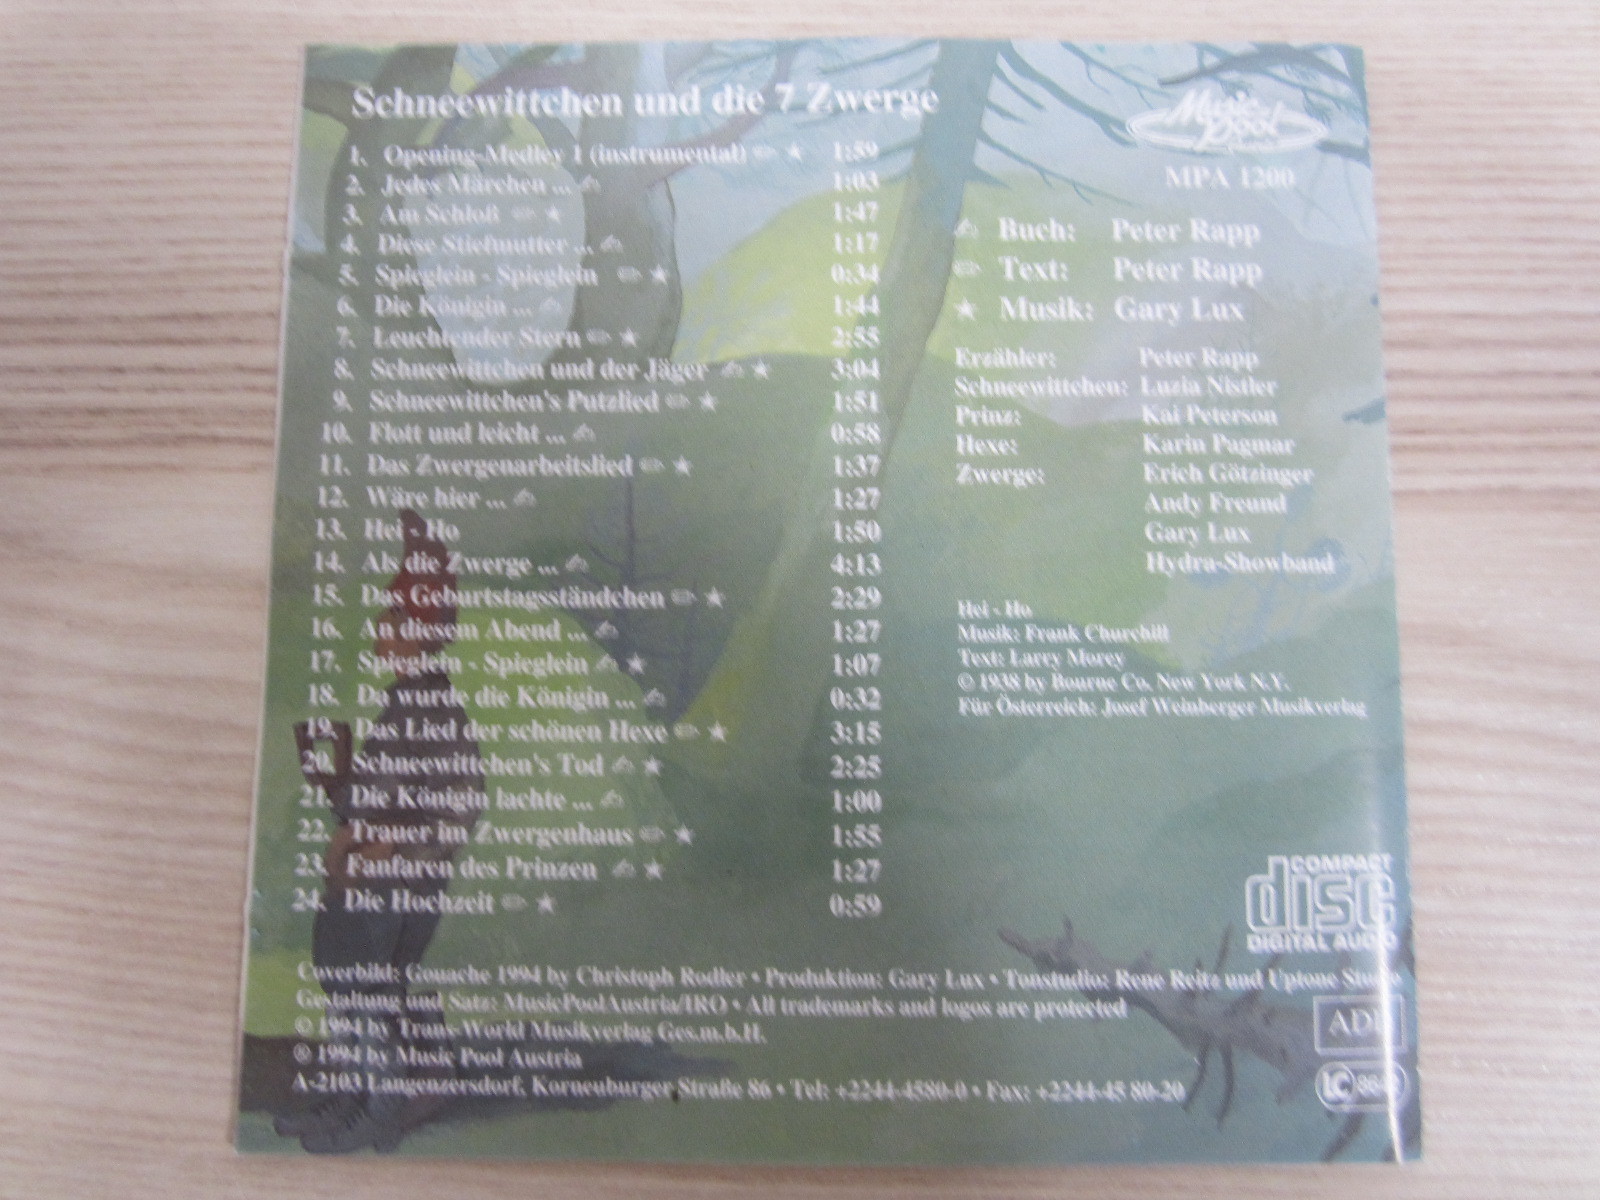 Schneewittchen und die 7 Zwerge
1. Opening-Medley 1 (instrumental) ✏ ★ 1:59
2. Jedes Märchen ... ✍ 1:03
3. Am Schloß ✏ ★ 1:47
4. Diese Stiefmutter ... ✍ 1:17
5. Spieglein - Spieglein ✏ ★ 0:34
6. Die Königin ... ✍ 1:44
7. Leuchtender Stern ✏ ★ 2:55
8. Schneewittchen und der Jäger ✍ ★ 3:04
9. Schneewittchen's Putzlied ✏ ★ 1:51
10. Flott und leicht ... ✍ 0:58
11. Das Zwergenarbeitslied ✏ ★ 1:37
12. Wäre hier ... ✍ 1:27
13. Hei - Ho 1:50
14. Als die Zwerge ... ✍ 4:13
15. Das Geburtstagsständchen ✏ ★ 2:29
16. An diesem Abend ... ✍ 1:27
17. Spieglein - Spieglein ✍ ★ 1:07
18. Da wurde die Königin ... ✍ 0:32
19. Das Lied der schönen Hexe ✏ ★ 3:15
20. Schneewittchen's Tod ✍ ★ 2:25
21. Die Königin lachte ... ✍ 1:00
22. Trauer im Zwergenhaus ✏ ★ 1:55
23. Fanfaren des Prinzen ✍ ★ 1:27
24. Die Hochzeit ✏ ★ 0:59
Music
Pool
MPA 1200
✍ Buch: Peter Rapp
✏ Text: Peter Rapp
★ Musik: Gary Lux
Erzähler: Peter Rapp
Schneewittchen: Luzia Nistler
Prinz: Kai Peterson
Hexe: Karin Pagmar
Zwerge: Erich Götzinger
Andy Freund
Gary Lux
Hydra-Showband
Hei - Ho
Musik: Frank Churchill
Text: Larry Morey
© 1938 by Bourne Co. New York N.Y.
Für Österreich: Josef Weinberger Musikverlag
COMPACT
disc
DIGITAL AUDIO
Coverbild: Gouache 1994 by Christoph Rodler • Produktion: Gary Lux • Tonstudio: Rene Reitz und Uptone Studio
Gestaltung und Satz: MusicPoolAustria/IRO • All trademarks and logos are protected
© 1994 by Trans-World Musikverlag Ges.m.b.H.
℗ 1994 by Music Pool Austria
A-2103 Langenzersdorf, Korneuburger Straße 86 • Tel: +2244-4580-0 • Fax: +2244-45 80-20
LC